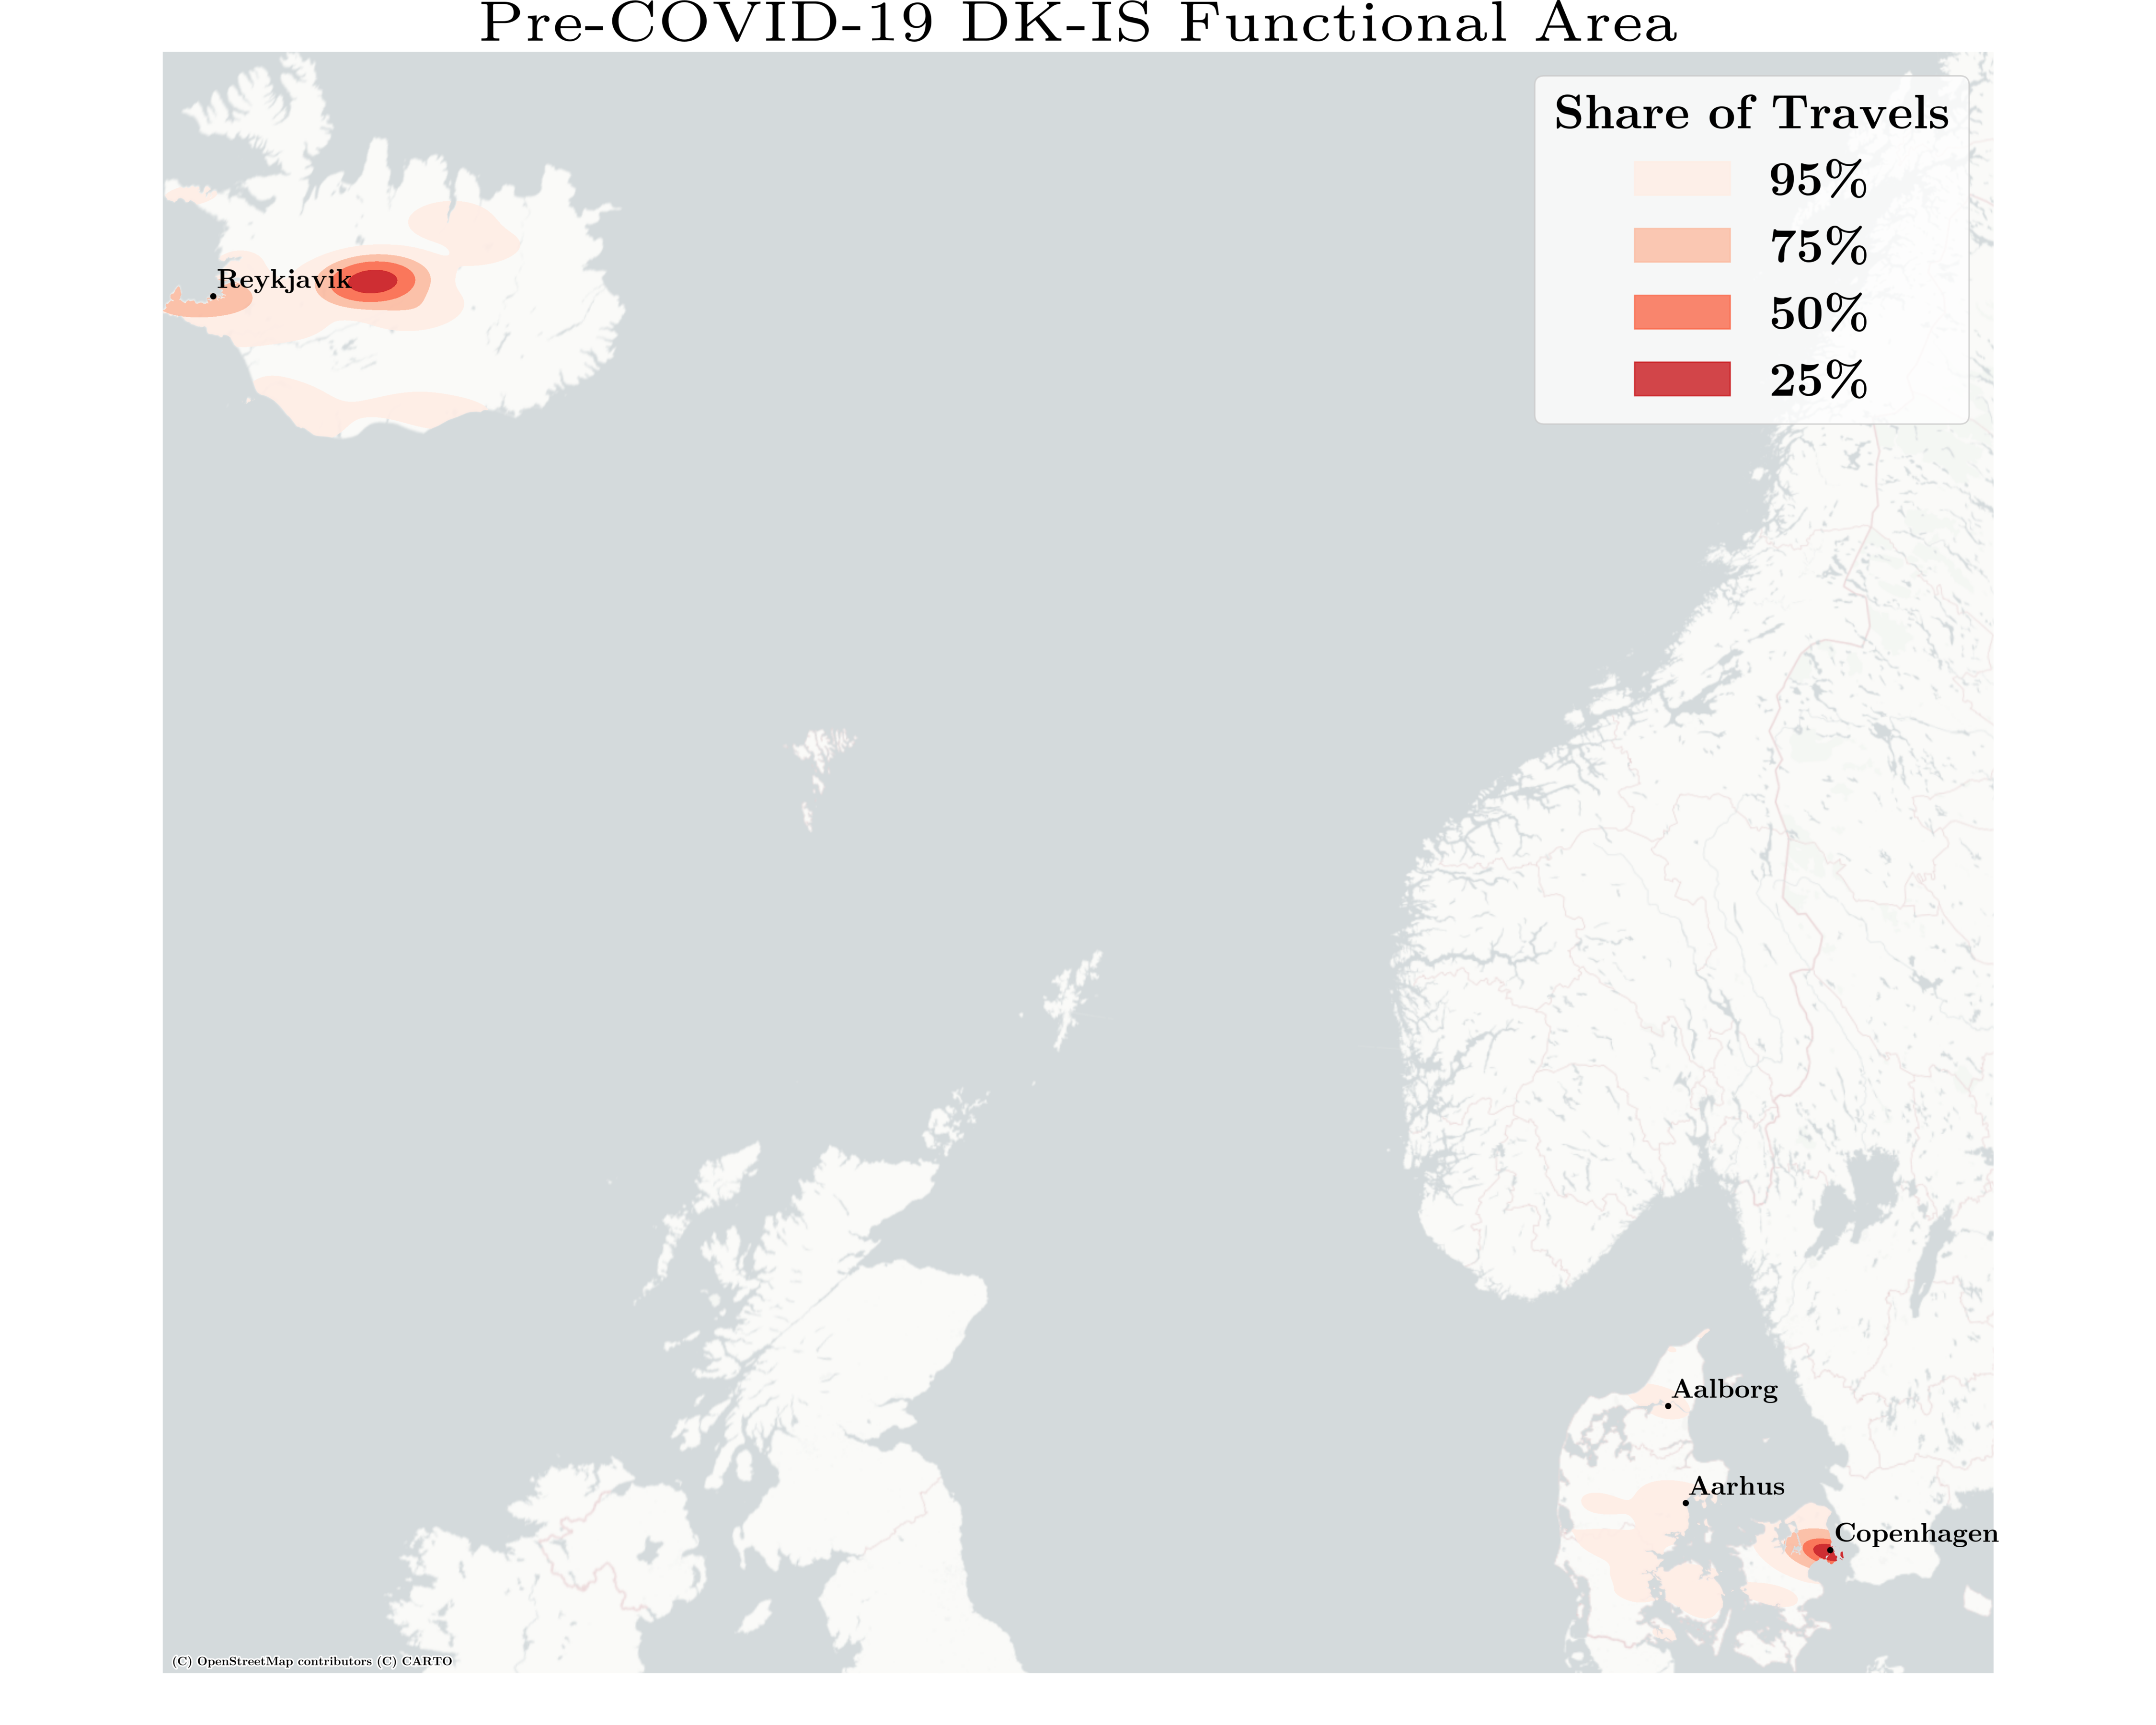 Pre-COVID-19 DK-IS Functional Area
Share of Travels
95%
75%
50%
25%
Reykjavik
Aalborg
Aarhus
Copenhagen
(C) OpenStreetMap contributors (C) CARTO